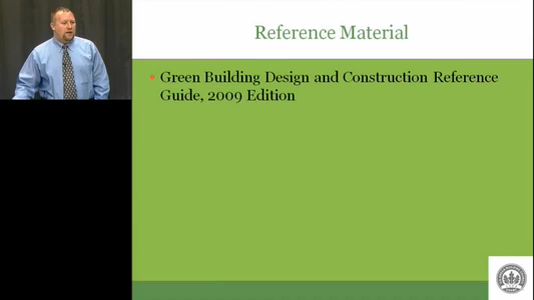 Reference Material
Green Building Design and Construction Reference
Guide, 2009 Edition